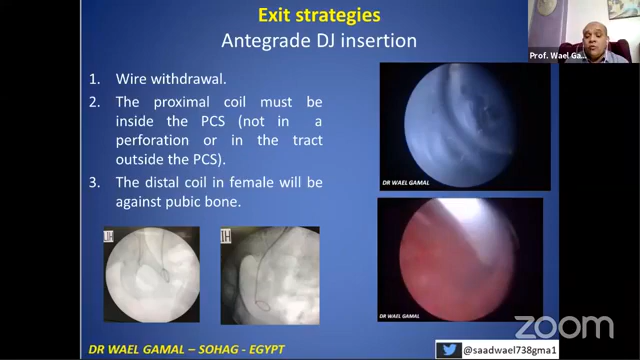 Exit strategies
Antegrade DJ insertion
Prof. Wael Ga...
1. Wire withdrawal.
2. The proximal coil must be
inside the PCS (not in a
perforation or in the tract
outside the PCS).
3. The distal coil in female will be
against pubic bone.
DR WAEL GAMAL
DR WAEL GAMAL
DR WAEL GAMAL – SOHAG - EGYPT
@saadwael738gma1
zoom